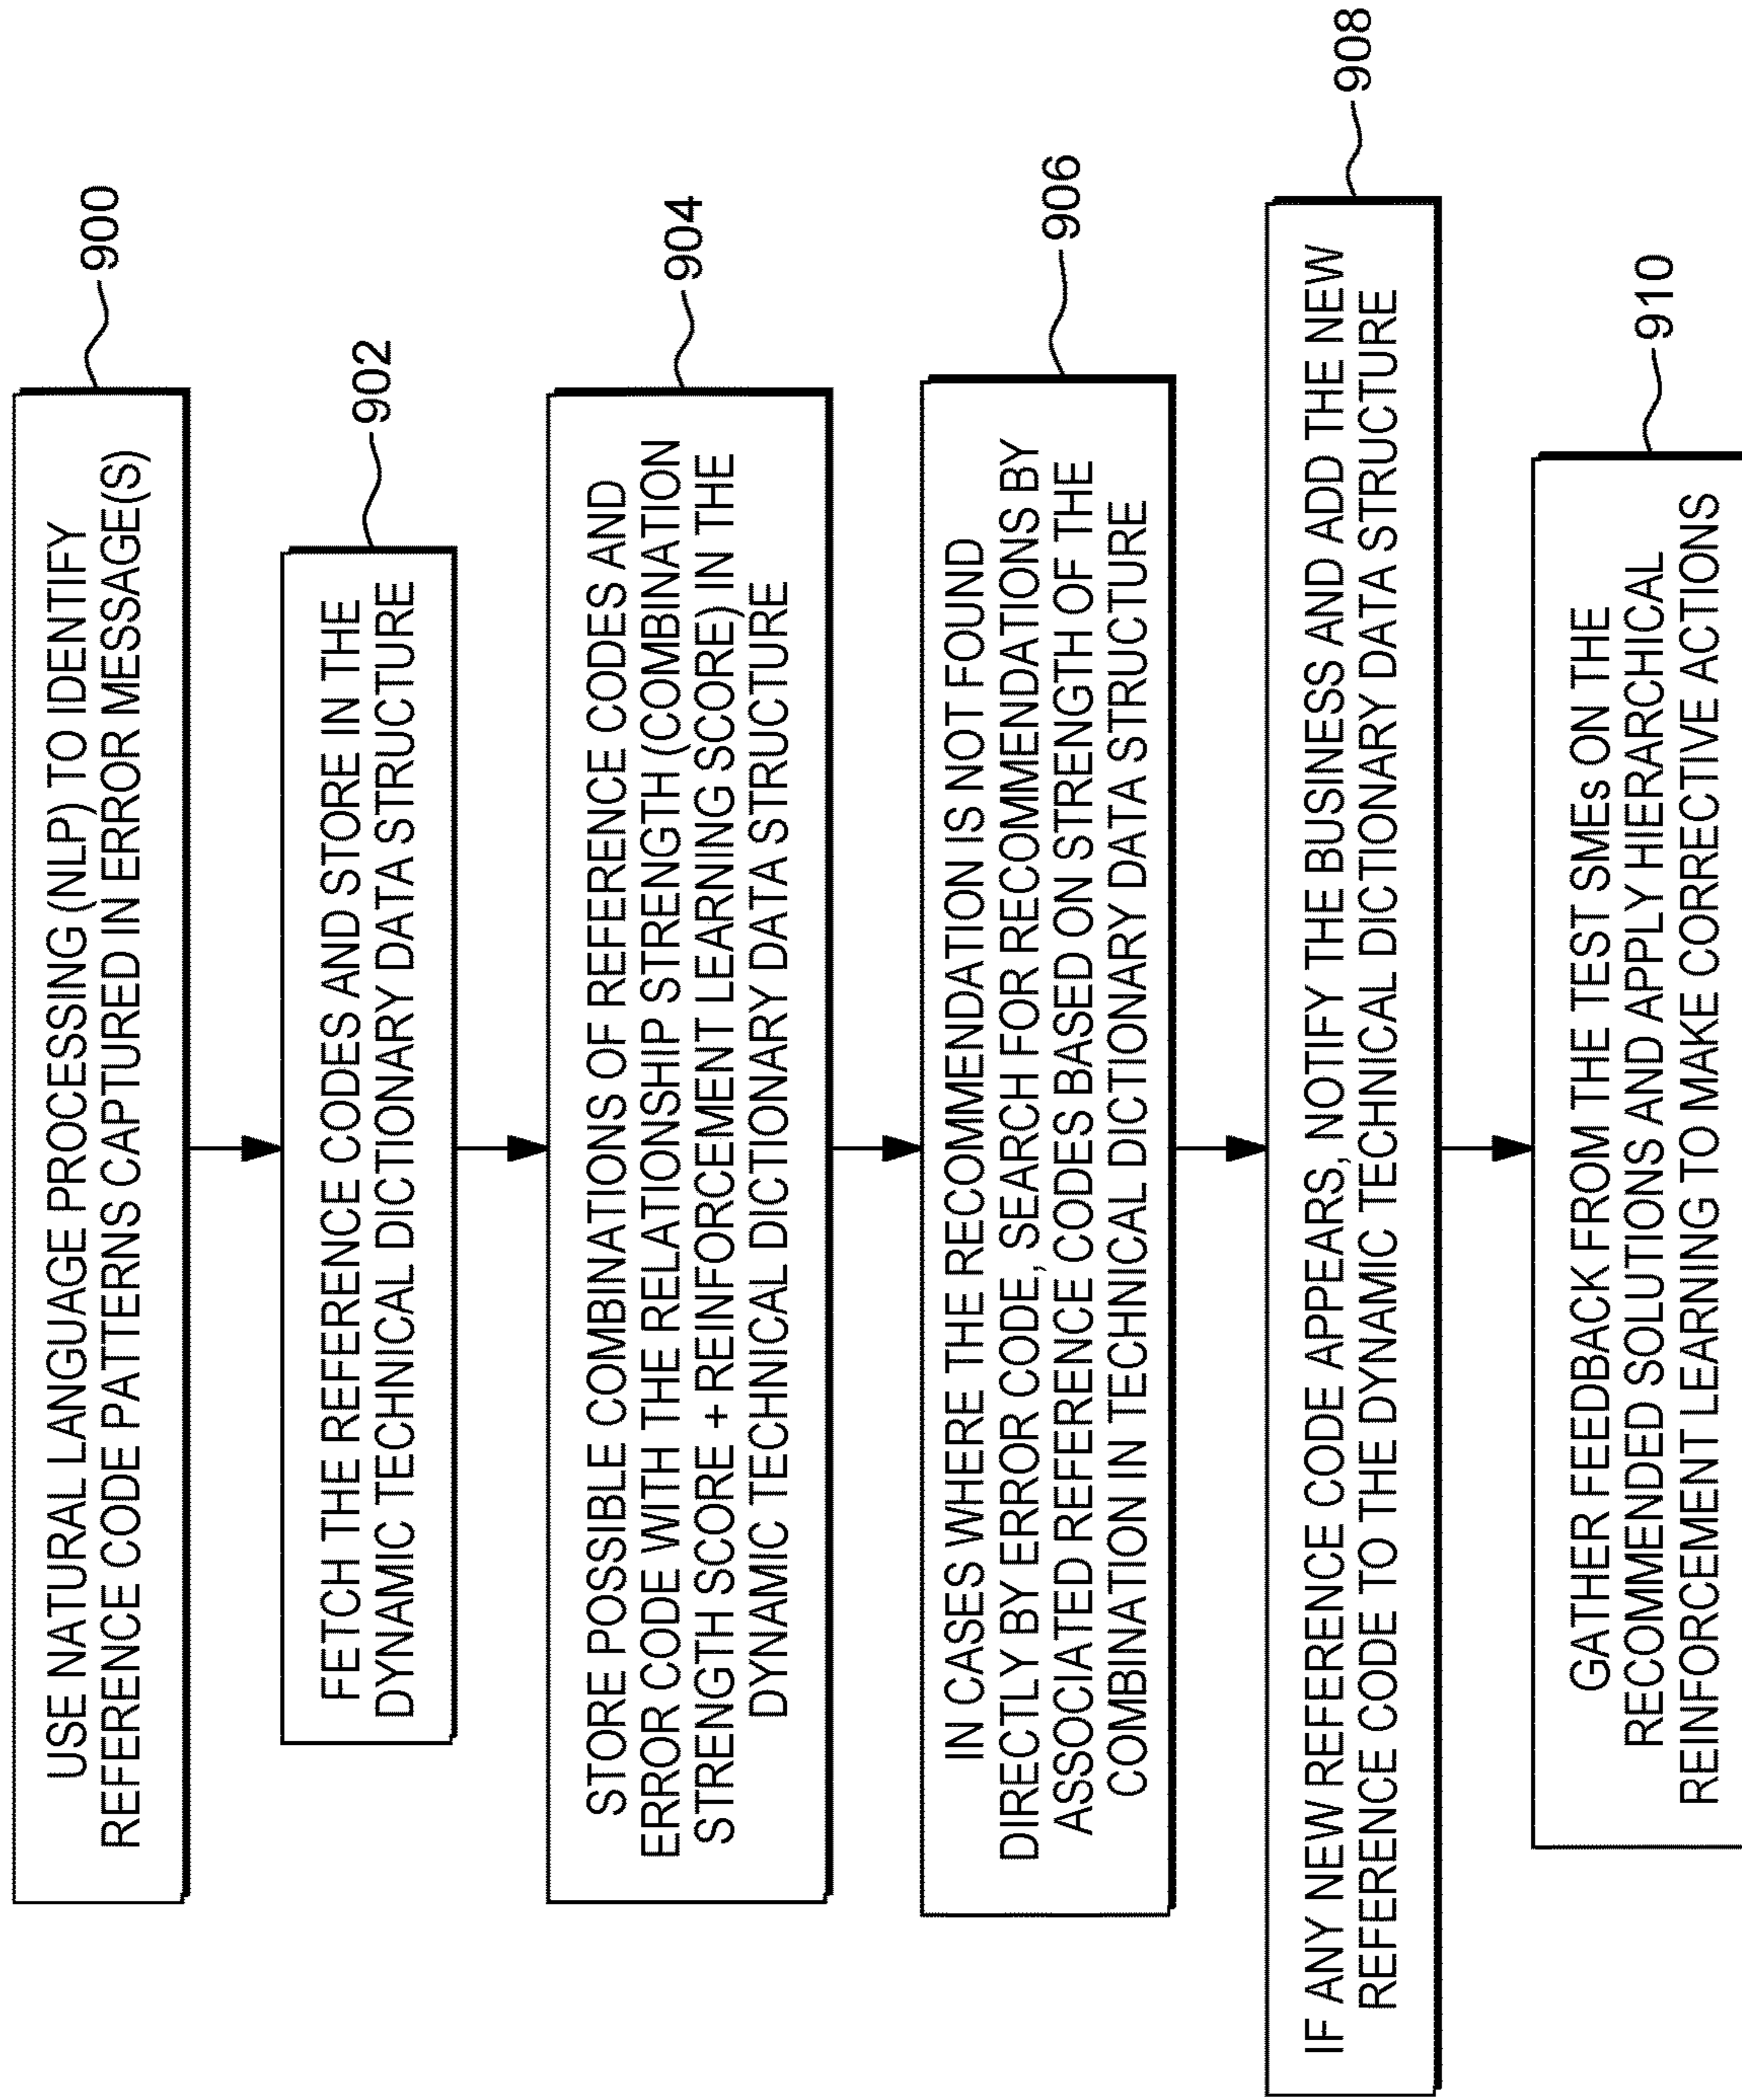 USE NATURAL LANGUAGE PROCESSING (NLP) TO IDENTIFY
REFERENCE CODE PATTERNS CAPTURED IN ERROR MESSAGE(S)
900
FETCH THE REFERENCE CODES AND STORE IN THE
DYNAMIC TECHNICAL DICTIONARY DATA STRUCTURE
902
STORE POSSIBLE COMBINATIONS OF REFERENCE CODES AND
ERROR CODE WITH THE RELATIONSHIP STRENGTH (COMBINATION
STRENGTH SCORE + REINFORCEMENT LEARNING SCORE) IN THE
DYNAMIC TECHNICAL DICTIONARY DATA STRUCTURE
904
IN CASES WHERE THE RECOMMENDATION IS NOT FOUND
DIRECTLY BY ERROR CODE, SEARCH FOR RECOMMENDATIONS BY
ASSOCIATED REFERENCE CODES BASED ON STRENGTH OF THE
COMBINATION IN TECHNICAL DICTIONARY DATA STRUCTURE
906
IF ANY NEW REFERENCE CODE APPEARS, NOTIFY THE BUSINESS AND ADD THE NEW
REFERENCE CODE TO THE DYNAMIC TECHNICAL DICTIONARY DATA STRUCTURE
908
GATHER FEEDBACK FROM THE TEST SMEs ON THE
RECOMMENDED SOLUTIONS AND APPLY HIERARCHICAL
REINFORCEMENT LEARNING TO MAKE CORRECTIVE ACTIONS
910